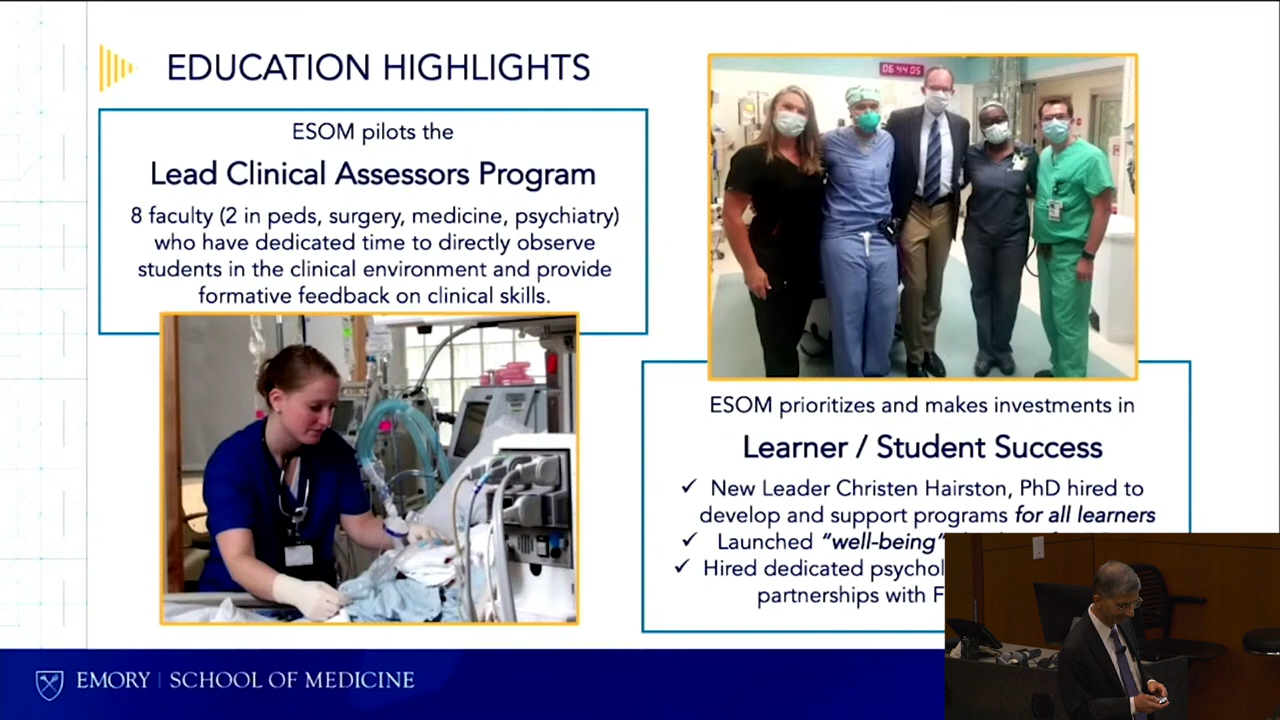 EDUCATION HIGHLIGHTS
ESOM pilots the
Lead Clinical Assessors Program
8 faculty (2 in peds, surgery, medicine, psychiatry)
who have dedicated time to directly observe
students in the clinical environment and provide
formative feedback on clinical skills.
06 44 05
ESOM prioritizes and makes investments in
Learner / Student Success
✓ New Leader Christen Hairston, PhD hired to
develop and support programs for all learners
✓ Launched "well-being"
✓ Hired dedicated
partnerships with
EMORY | SCHOOL OF MEDICINE